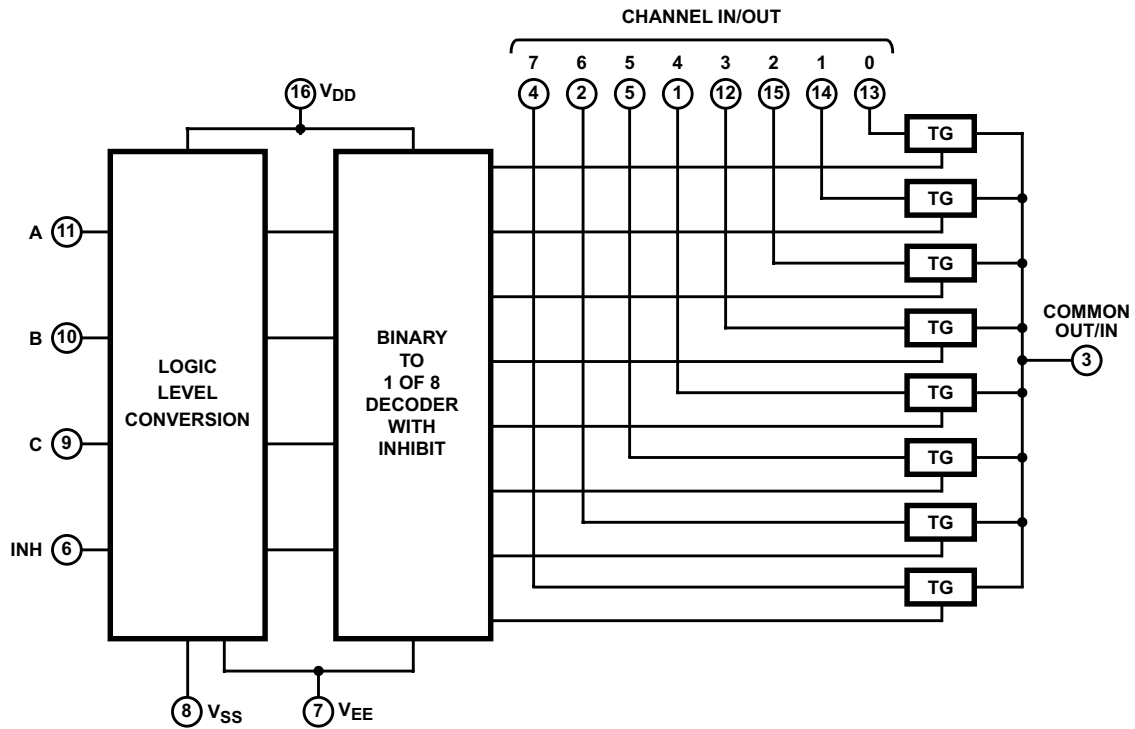 CHANNEL IN/OUT
7 6 5 4 3 2 1 0
4 2 5 1 12 15 14 13
16 VDD
TG
TG
TG
TG
TG
TG
TG
TG
A 11
B 10
C 9
INH 6
LOGIC
LEVEL
CONVERSION
BINARY
TO
1 OF 8
DECODER
WITH
INHIBIT
COMMON
OUT/IN
3
8 VSS
7 VEE